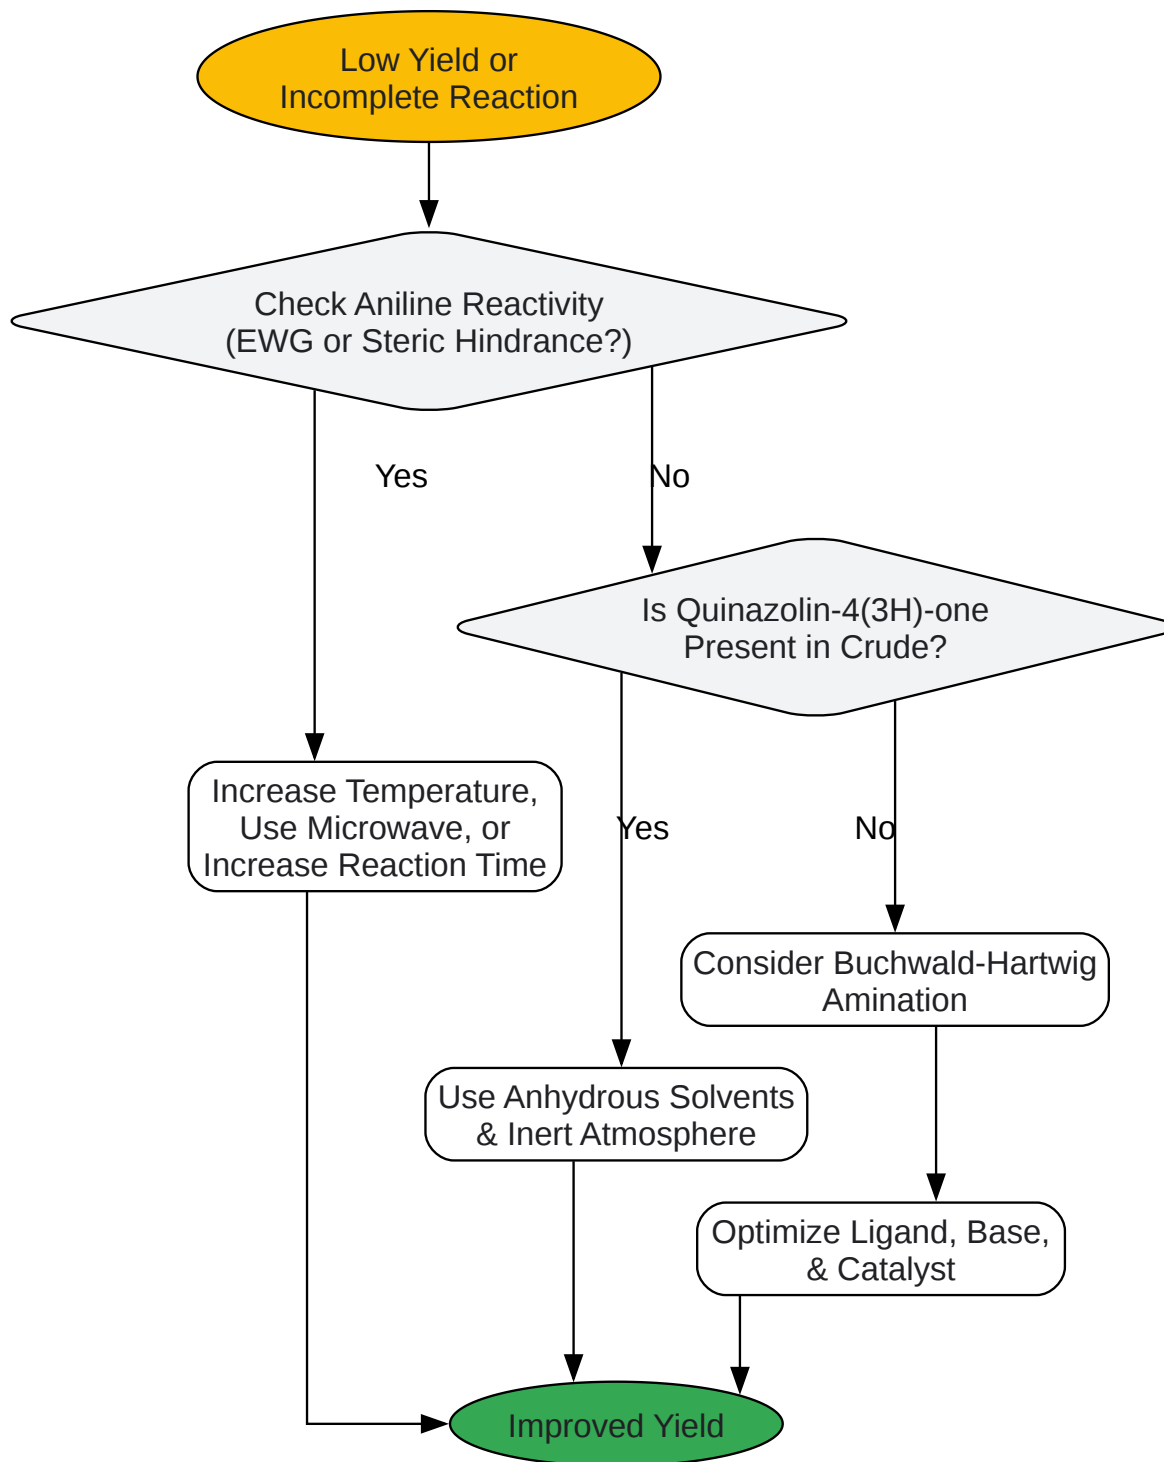 Low Yield or
Incomplete Reaction
Check Aniline Reactivity
(EWG or Steric Hindrance?)
Yes
No
Is Quinazolin-4(3H)-one
Present in Crude?
Increase Temperature,
Use Microwave, or
Increase Reaction Time
Yes
No
Consider Buchwald-Hartwig
Amination
Use Anhydrous Solvents
& Inert Atmosphere
Optimize Ligand, Base,
& Catalyst
Improved Yield